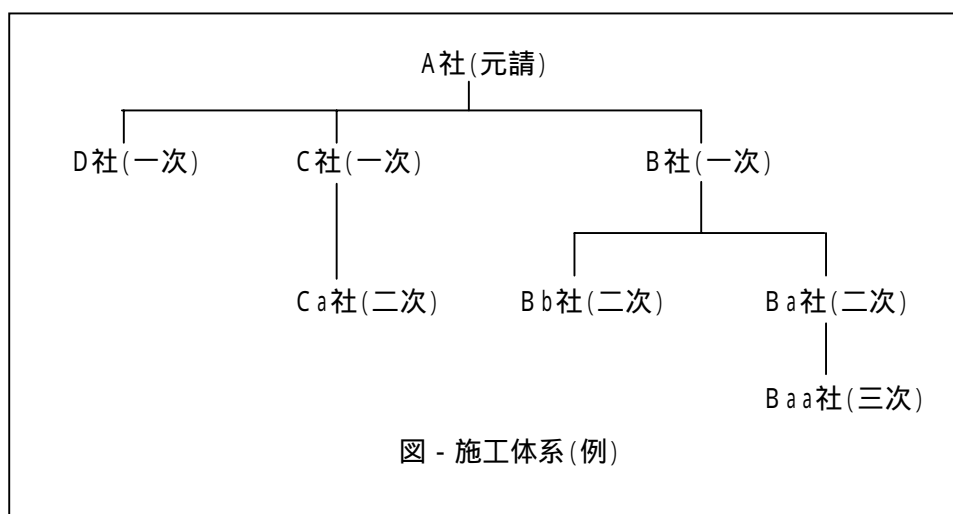 A社(元請)
D社(一次) C社(一次) B社(一次)
Ca社(二次) Bb社(二次) Ba社(二次)
Baa社(三次)
図 - 施工体系(例)